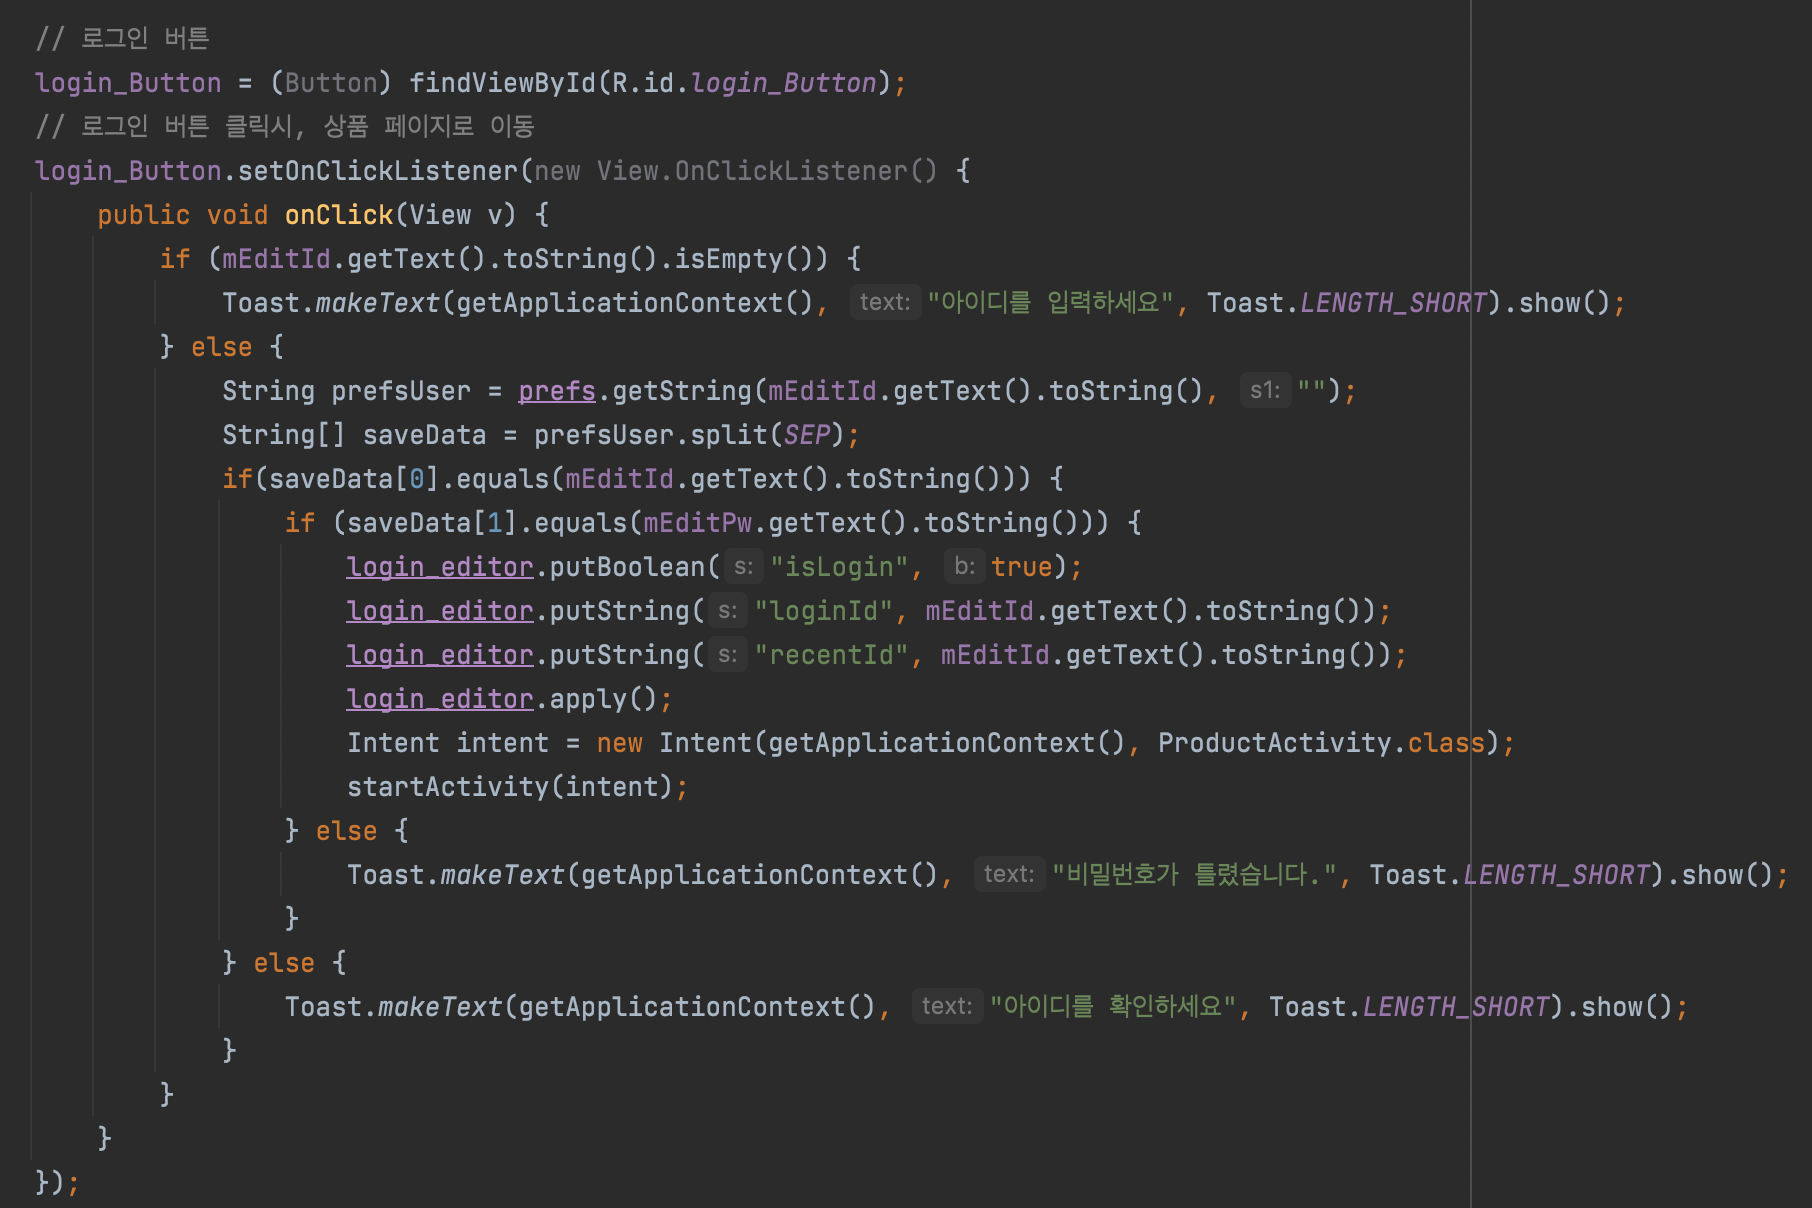 // 로그인 버튼
login_Button = (Button) findViewById(R.id.login_Button);
// 로그인 버튼 클릭시, 상품 페이지로 이동
login_Button.setOnClickListener(new View.OnClickListener() {
public void onClick(View v) {
if (mEditId.getText().toString().isEmpty()) {
Toast.makeText(getApplicationContext(), text: "아이디를 입력하세요", Toast.LENGTH_SHORT).show();
} else {
String prefsUser = prefs.getString(mEditId.getText().toString(), s1: "");
String[] saveData = prefsUser.split(SEP);
if(saveData[0].equals(mEditId.getText().toString())) {
if (saveData[1].equals(mEditPw.getText().toString())) {
login_editor.putBoolean( s: "isLogin", b: true);
login_editor.putString( s: "loginId", mEditId.getText().toString());
login_editor.putString( s: "recentId", mEditId.getText().toString());
login_editor.apply();
Intent intent = new Intent(getApplicationContext(), ProductActivity.class);
startActivity(intent);
} else {
Toast.makeText(getApplicationContext(), text: "비밀번호가 틀렸습니다.", Toast.LENGTH_SHORT).show();
}
} else {
Toast.makeText(getApplicationContext(), text: "아이디를 확인하세요", Toast.LENGTH_SHORT).show();
}
}
}
});